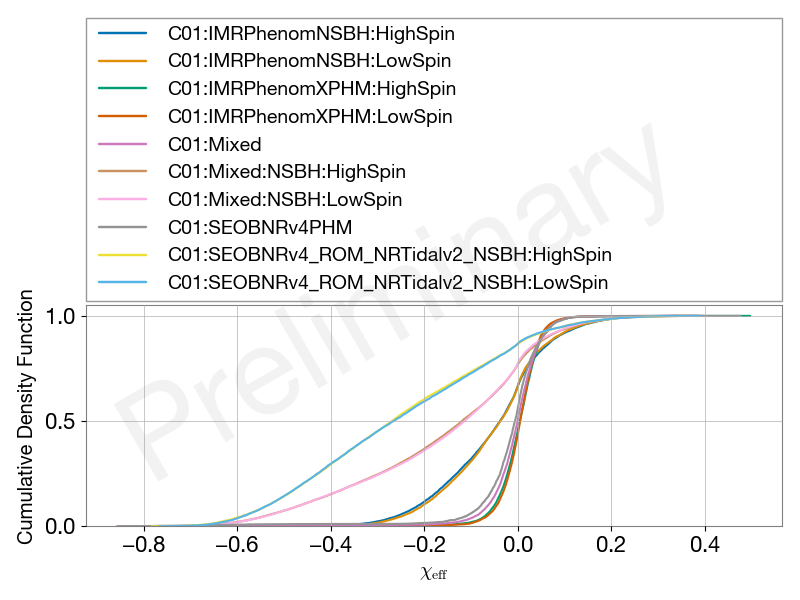 C01:IMRPhenomNSBH:HighSpin
C01:IMRPhenomNSBH:LowSpin
C01:IMRPhenomXPHM:HighSpin
C01:IMRPhenomXPHM:LowSpin
C01:Mixed
C01:Mixed:NSBH:HighSpin
C01:Mixed:NSBH:LowSpin
C01:SEOBNRv4PHM
C01:SEOBNRv4_ROM_NRTidalv2_NSBH:HighSpin
C01:SEOBNRv4_ROM_NRTidalv2_NSBH:LowSpin
Preliminary
Cumulative Density Function
1.0
0.5
0.0
−0.8 −0.6 −0.4 −0.2 0.0 0.2 0.4
χeff